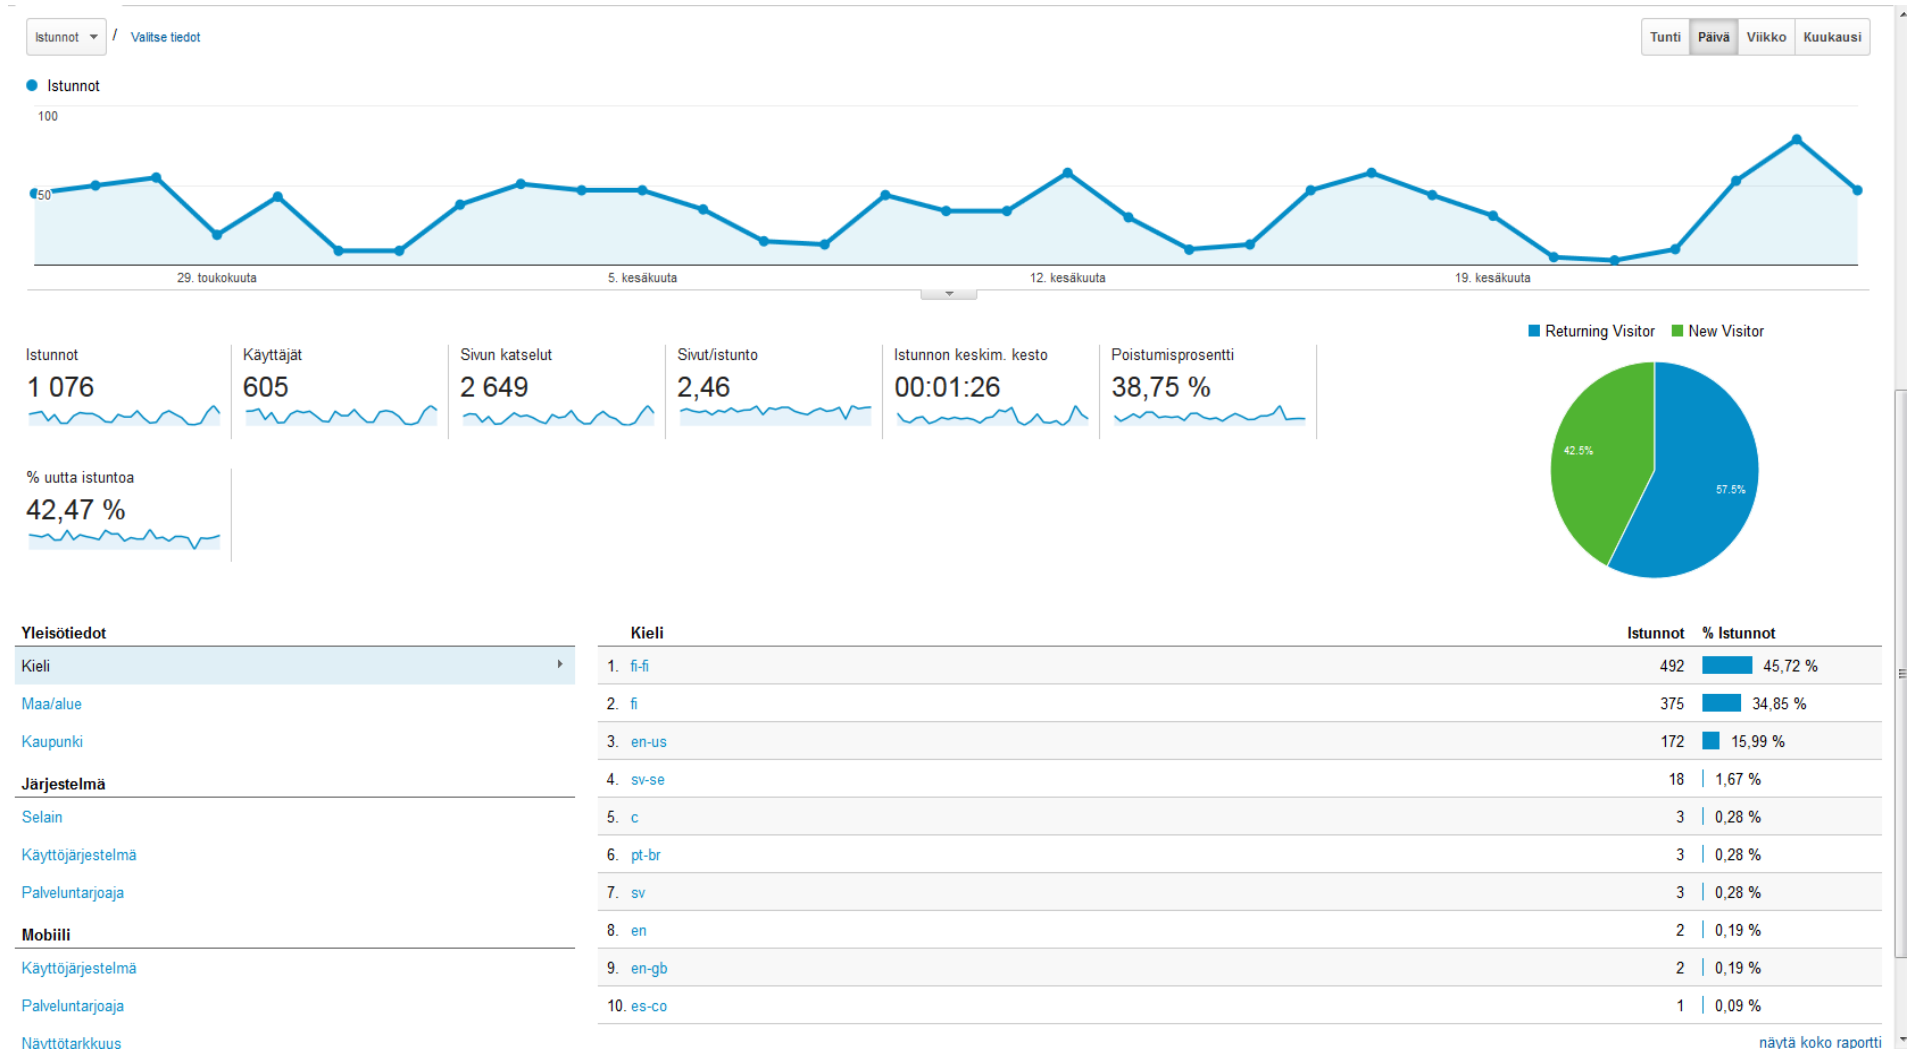 Istunnot / Valitse tiedot Tunti Päivä Viikko Kuukausi
Istunnot
100
50
29. toukokuuta 5. kesäkuuta 12. kesäkuuta 19. kesäkuuta
Returning Visitor New Visitor
Istunnot Käyttäjät Sivun katselut Sivut/istunto Istunnon keskim. kesto Poistumisprosentti
1 076 605 2 649 2,46 00:01:26 38,75 %
42.5%
57.5%
% uutta istuntoa
42,47 %
Yleisötiedot
Kieli
Maa/alue
Kaupunki
Järjestelmä
Selain
Käyttöjärjestelmä
Palveluntarjoaja
Mobiili
Käyttöjärjestelmä
Palveluntarjoaja
Näyttötarkkuus
Kieli Istunnot % Istunnot
1. fi-fi 492 45,72 %
2. fi 375 34,85 %
3. en-us 172 15,99 %
4. sv-se 18 1,67 %
5. c 3 0,28 %
6. pt-br 3 0,28 %
7. sv 3 0,28 %
8. en 2 0,19 %
9. en-gb 2 0,19 %
10. es-co 1 0,09 %
näytä koko raportti